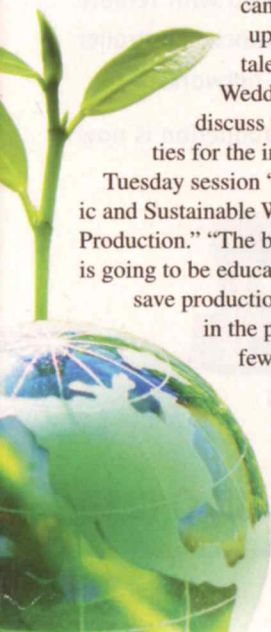 can
up
tale
Wedd
discuss
ties for the i
Tuesday session "
ic and Sustainable W
Production." "The b
is going to be educa
save productio
in the p
few